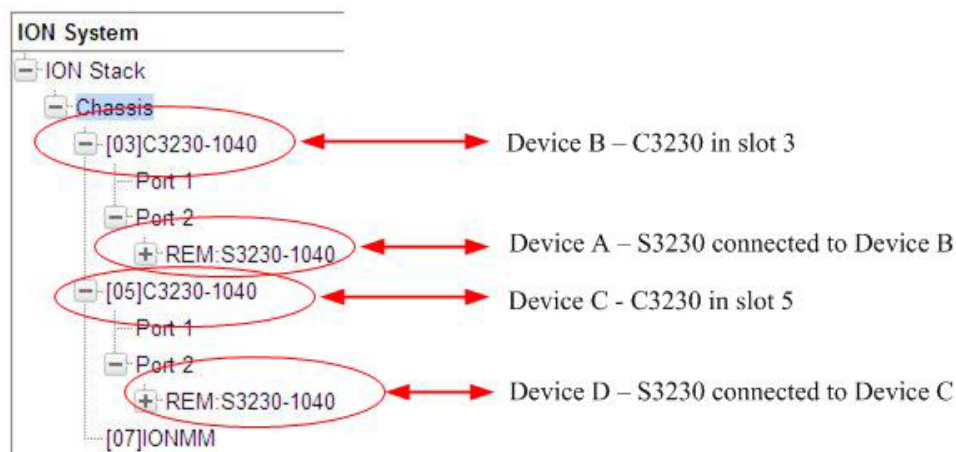 ION System
ION Stack
Chassis
[03]C3230-1040
Device B – C3230 in slot 3
Port 1
Port 2
REM:S3230-1040
Device A – S3230 connected to Device B
[05]C3230-1040
Device C - C3230 in slot 5
Port 1
Port 2
REM:S3230-1040
Device D – S3230 connected to Device C
[07]IONMM